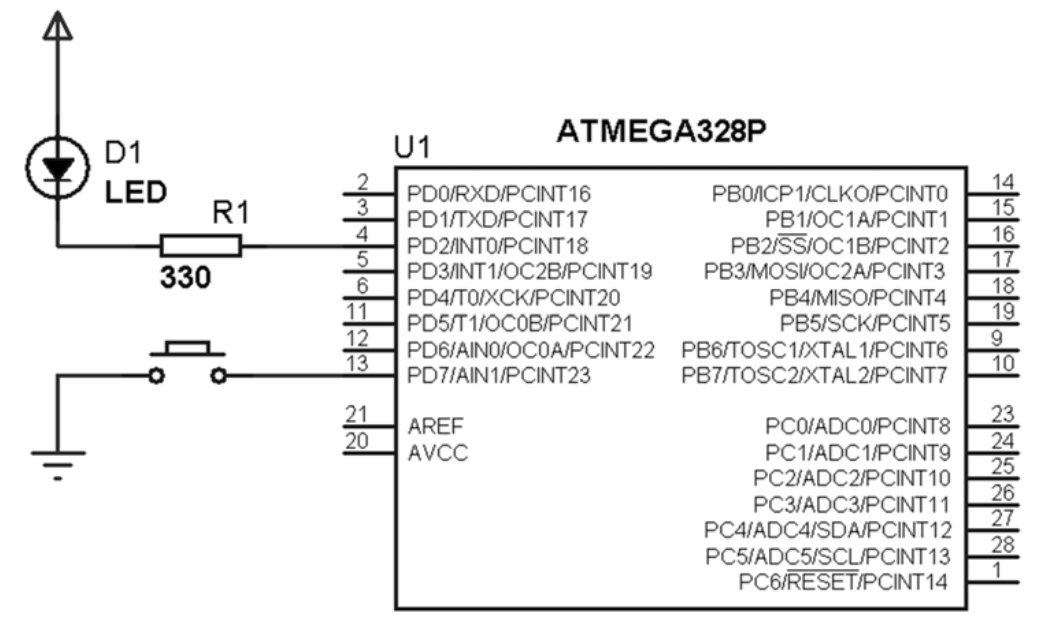 ATMEGA328P
U1
D1
LED
R1
330
2 PD0/RXD/PCINT16
3 PD1/TXD/PCINT17
4 PD2/INT0/PCINT18
5 PD3/INT1/OC2B/PCINT19
6 PD4/T0/XCK/PCINT20
11 PD5/T1/OC0B/PCINT21
12 PD6/AIN0/OC0A/PCINT22
13 PD7/AIN1/PCINT23
21 AREF
20 AVCC
PB0/ICP1/CLKO/PCINT0 14
PB1/OC1A/PCINT1 15
PB2/SS/OC1B/PCINT2 16
PB3/MOSI/OC2A/PCINT3 17
PB4/MISO/PCINT4 18
PB5/SCK/PCINT5 19
PB6/TOSC1/XTAL1/PCINT6 9
PB7/TOSC2/XTAL2/PCINT7 10
PC0/ADC0/PCINT8 23
PC1/ADC1/PCINT9 24
PC2/ADC2/PCINT10 25
PC3/ADC3/PCINT11 26
PC4/ADC4/SDA/PCINT12 27
PC5/ADC5/SCL/PCINT13 28
PC6/RESET/PCINT14 1